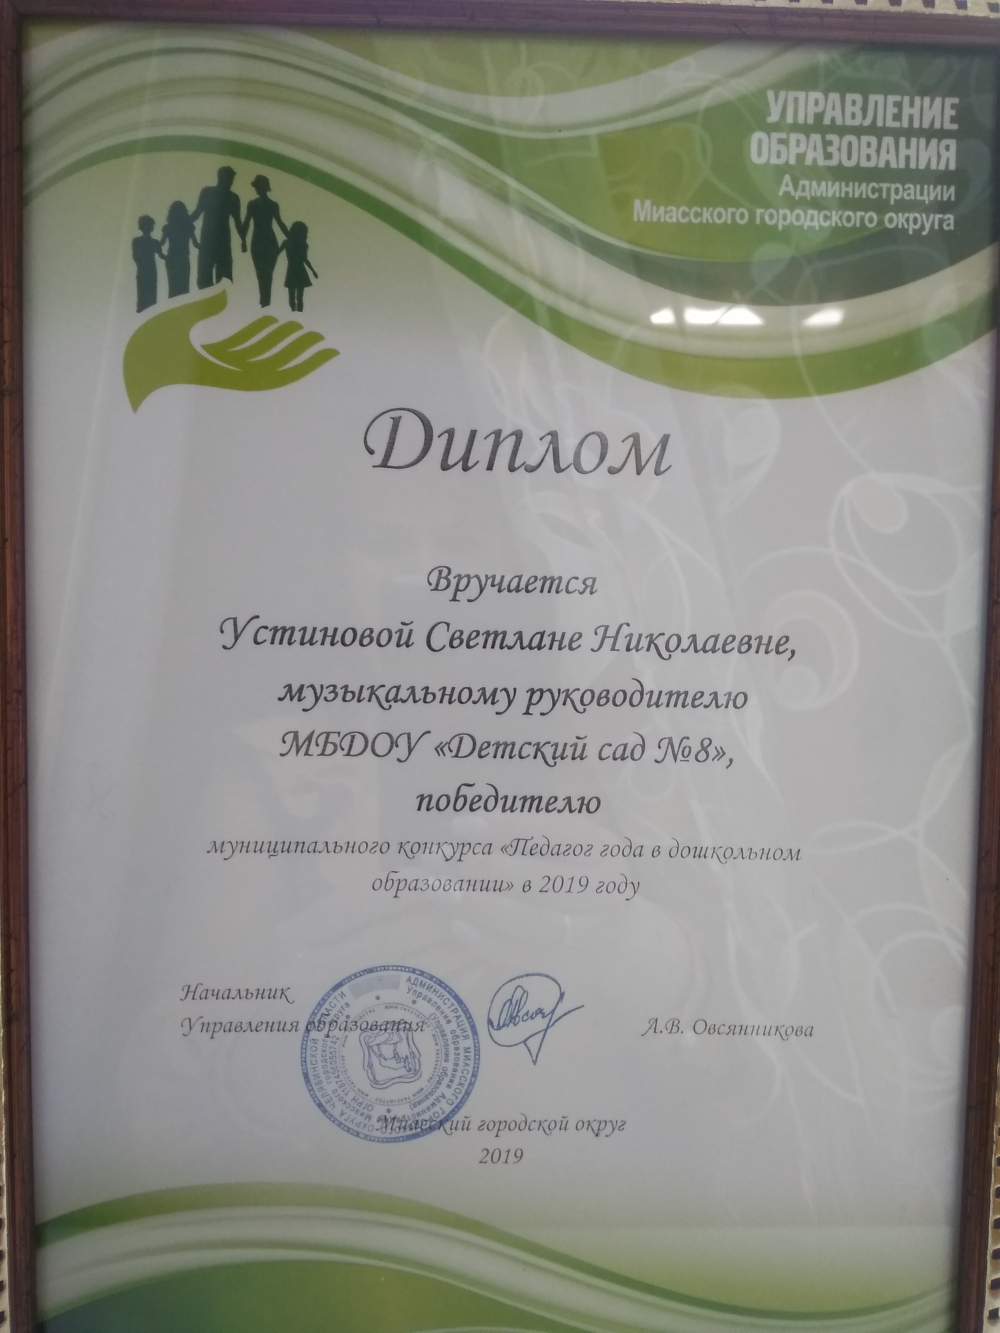 УПРАВЛЕНИЕ
ОБРАЗОВАНИЯ
Администрации
Миасского городского округа
Диплом
Вручается
Устиновой Светлане Николаевне,
музыкальному руководителю
МБДОУ «Детский сад №8»,
победителю
муниципального конкурса «Педагог года в дошкольном
образовании» в 2019 году
Начальник
Управления образования
А.В. Овсянникова
Миасский городской округ
2019